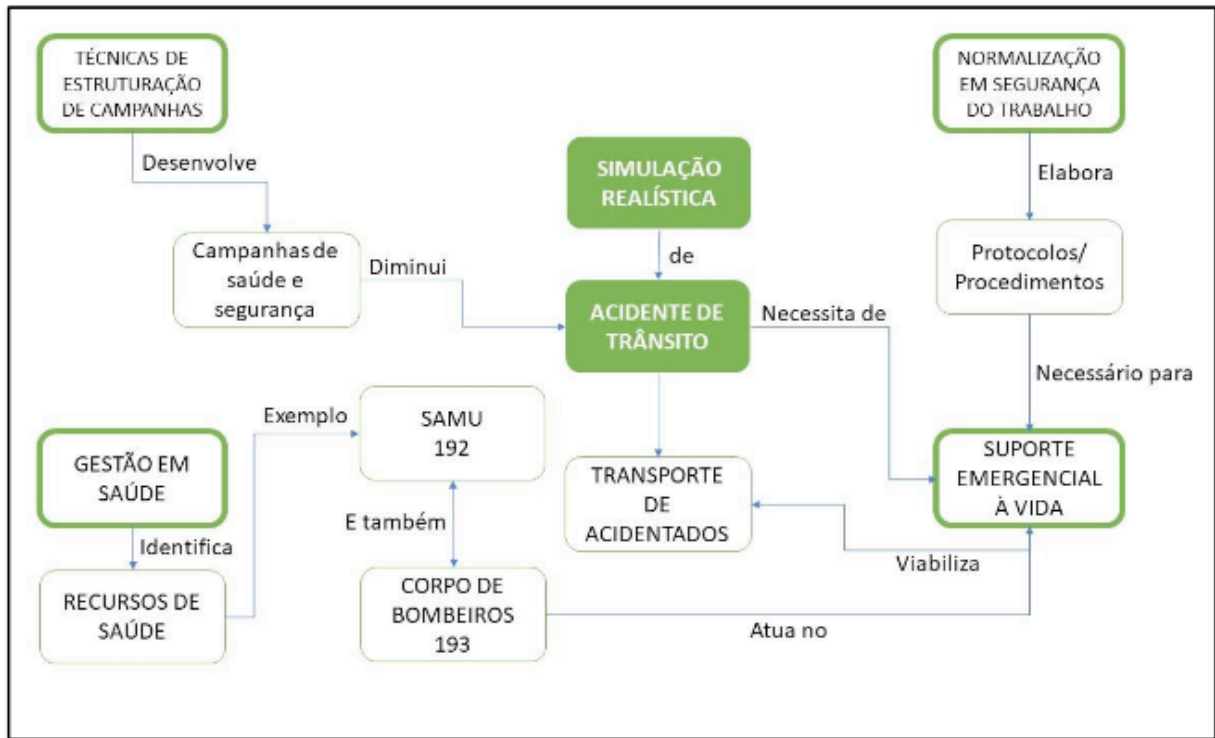 TÉCNICAS DE
ESTRUTURAÇÃO
DE CAMPANHAS
Desenvolve
Campanhas de
saúde e
segurança
Diminui
SIMULAÇÃO
REALÍSTICA
de
ACIDENTE DE
TRÂNSITO
Necessita de
NORMALIZAÇÃO
EM SEGURANÇA
DO TRABALHO
Elabora
Protocolos/
Procedimentos
Necessário para
GESTÃO EM
SAÚDE
Identifica
RECURSOS DE
SAÚDE
Exemplo
SAMU
192
E também
CORPO DE
BOMBEIROS
193
TRANSPORTE
DE
ACIDENTADOS
SUPORTE
EMERGENCIAL
À VIDA
Viabiliza
Atua no